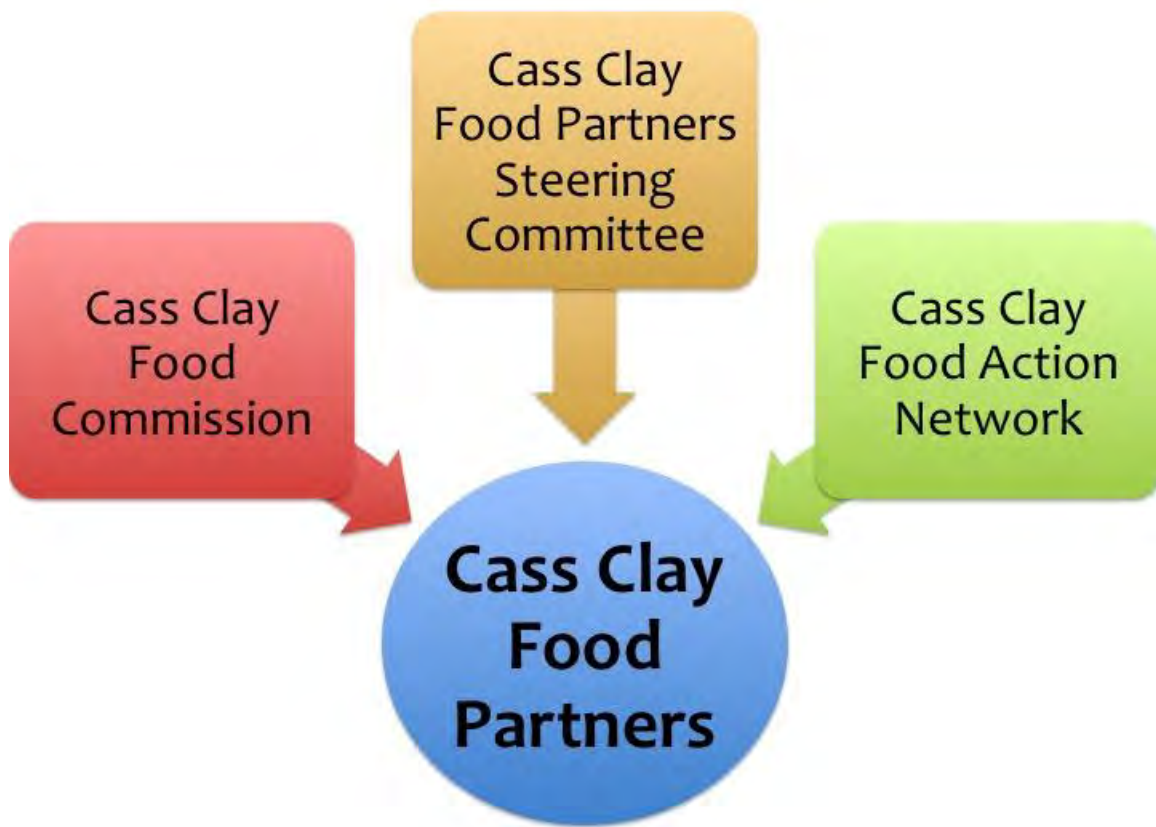 Cass Clay
Food Partners
Steering
Committee
Cass Clay
Food
Commission
Cass Clay
Food Action
Network
Cass Clay
Food
Partners